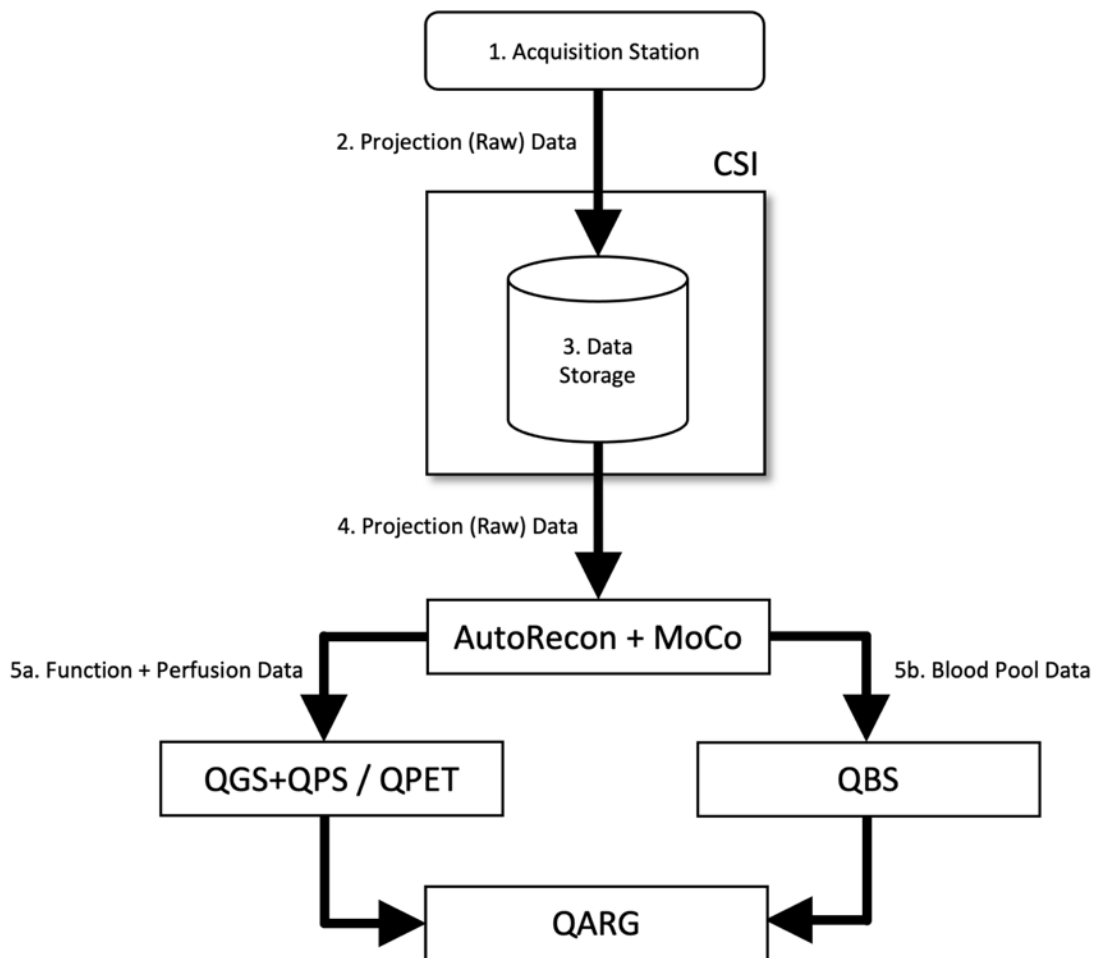 1. Acquisition Station
2. Projection (Raw) Data
CSI
3. Data
Storage
4. Projection (Raw) Data
AutoRecon + MoCo
5a. Function + Perfusion Data
5b. Blood Pool Data
QGS+QPS / QPET
QBS
QARG